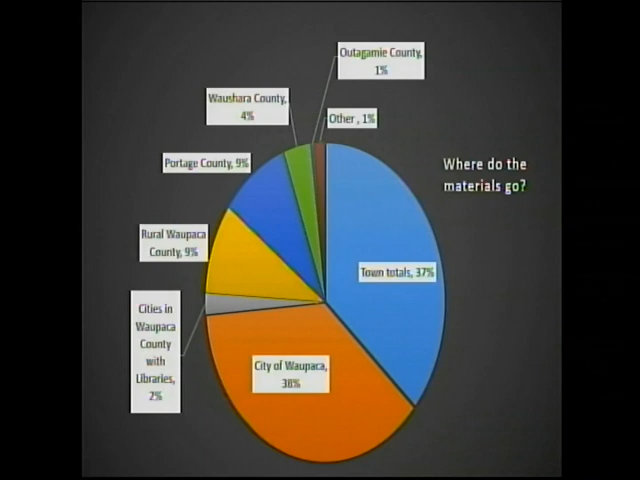 Outagamie County,
1%
Waushara County,
4%
Other , 1%
Portage County, 9%
Where do the
materials go?
Rural Waupaca
County, 9%
Town totals, 37%
Cities in
Waupaca
County
with
Libraries,
2%
City of Waupaca,
38%